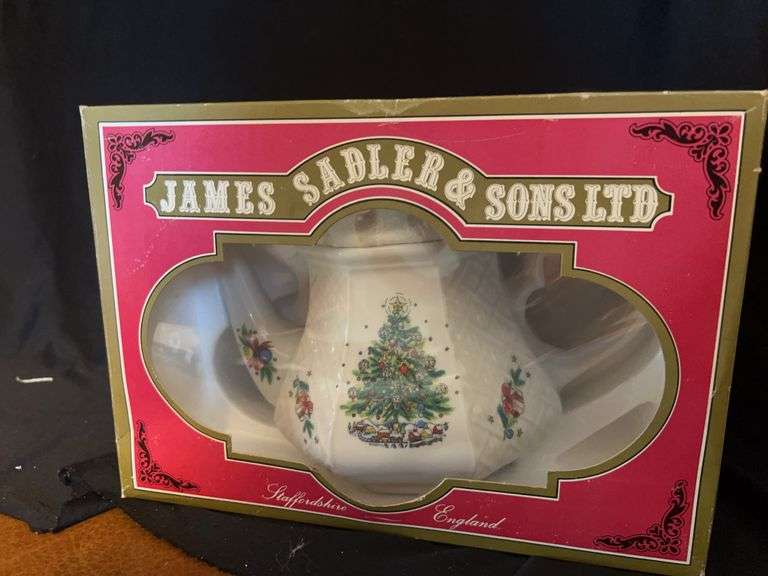 JAMES SADLER & SONS LTD
Staffordshire England